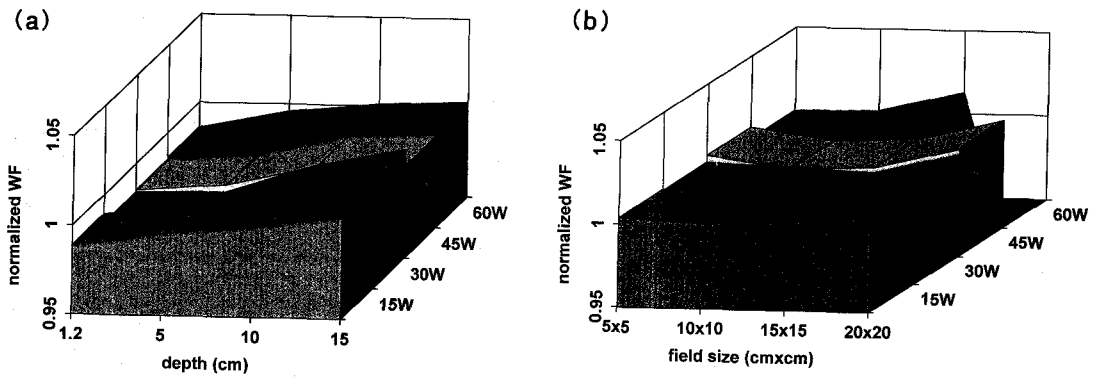 (a)
normalized WF
1.05
1
0.95
1.2
5
10
15
depth (cm)
15W
30W
45W
60W
(b)
normalized WF
1.05
1
0.95
5x5
10x10
15x15
20x20
field size (cmxcm)
15W
30W
45W
60W